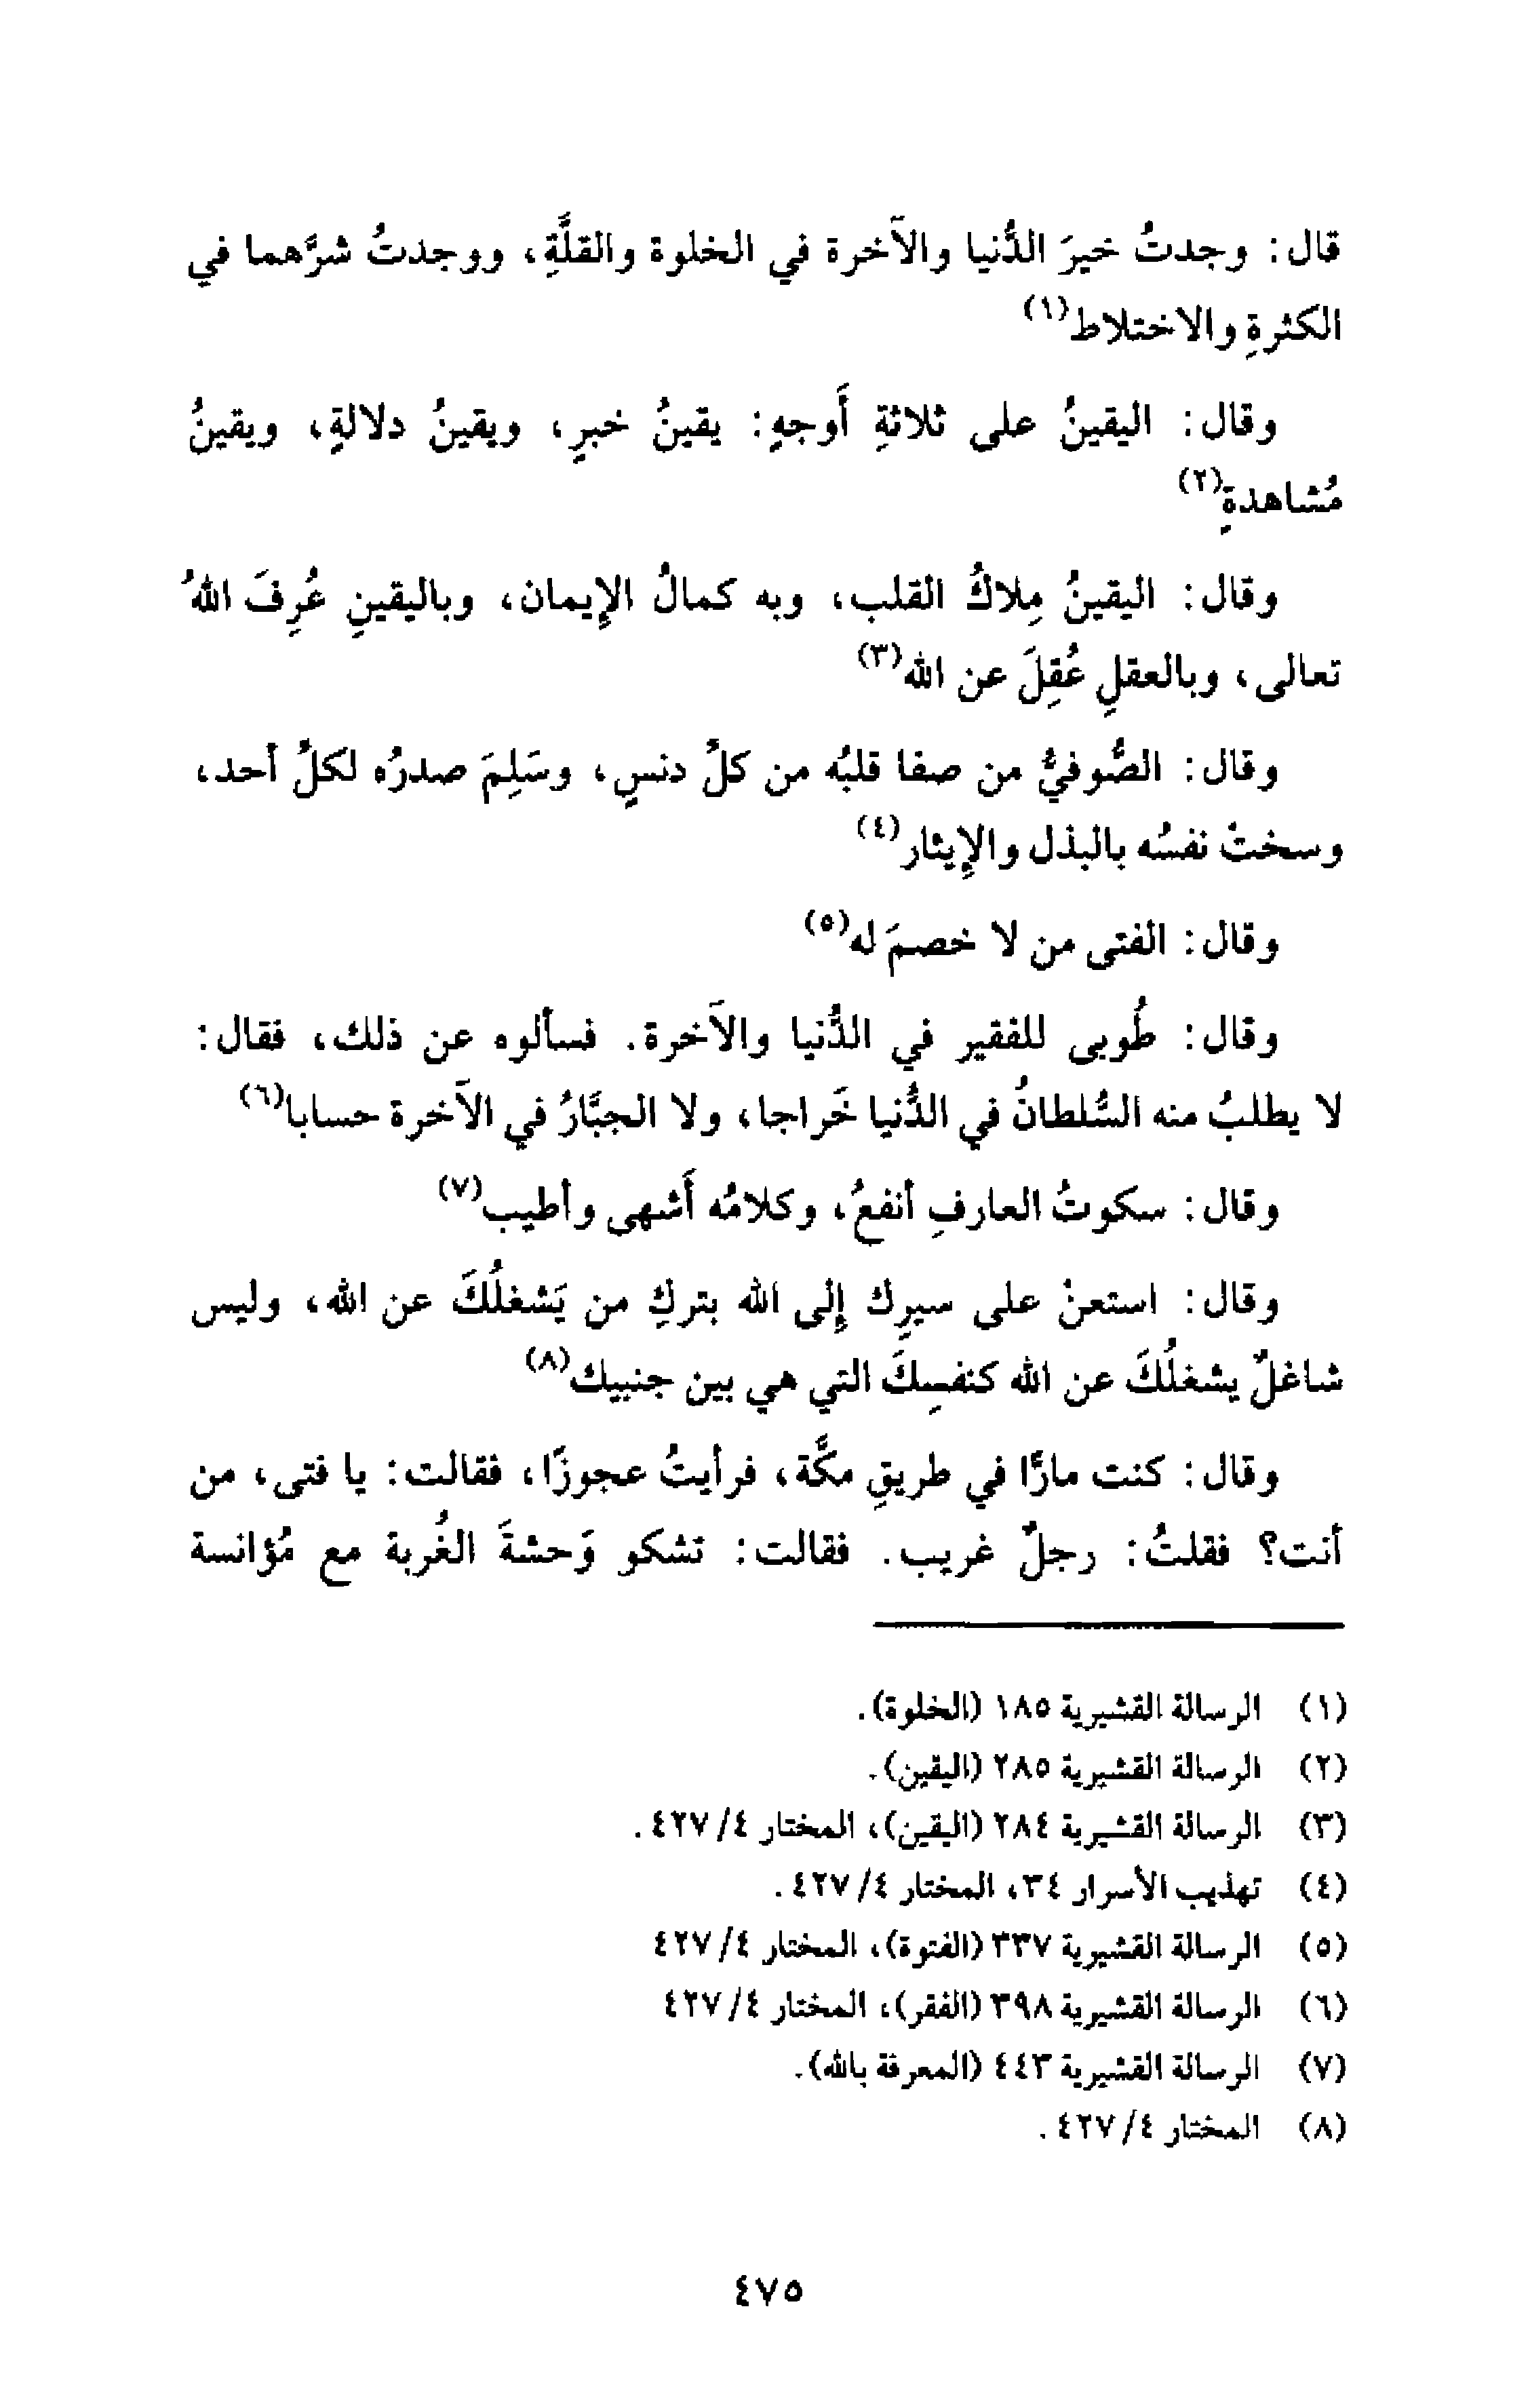 قال: وجدتُ خيرَ الدُّنيا والآخرة في الخلوة والقلَّةِ، ووجدتُ شرَّهما في
الكثرةِ والاختلاط(١)
وقال: اليقينُ على ثلاثةِ أَوجهٍ: يقينُ خبرٍ، ويقينُ دلالةٍ، ويقينُ
مُشاهدةٍ(٢)
وقال: اليقينُ مِلاكُ القلب، وبه كمالُ الإِيمان، وباليقينِ عُرِفَ اللهُ
تعالى، وبالعقلِ عُقِلَ عن الله(٣)
وقال: الصُّوفيُّ من صفا قلبُه من كلِّ دنسٍ، وسَلِمَ صدرُه لكلِّ أحد،
وسختْ نفسُه بالبذل والإِيثار(٤)
وقال: الفتى من لا خصمَ له(٥)
وقال: طُوبى للفقير في الدُّنيا والآخرة. فسألوه عن ذلك، فقال:
لا يطلبُ منه السُّلطانُ في الدُّنيا خَراجا، ولا الجبَّارُ في الآخرة حسابا(٦)
وقال: سكوتُ العارفِ أنفعُ، وكلامُه أَشهى وأطيب(٧)
وقال: استعنْ على سيرِك إِلى الله بتركِ من يَشغلُكَ عن الله، وليس
شاغلٌ يشغلُكَ عن الله كنفسِكَ التي هي بين جنبيك(٨)
وقال: كنت مارًّا في طريقِ مكَّة، فرأيتُ عجوزًا، فقالت: يا فتى، من
أنت؟ فقلتُ: رجلٌ غريب. فقالت: تشكو وَحشةَ الغُربة مع مُؤانسة
(١) الرسالة القشيرية ١٨٥ (الخلوة).
(٢) الرسالة القشيرية ٢٨٥ (اليقين).
(٣) الرسالة القشيرية ٢٨٤ (اليقين)، المختار ٤/ ٤٢٧.
(٤) تهذيب الأسرار ٣٤، المختار ٤/ ٤٢٧.
(٥) الرسالة القشيرية ٣٣٧ (الفتوة)، المختار ٤/ ٤٢٧
(٦) الرسالة القشيرية ٣٩٨ (الفقر)، المختار ٤/ ٤٢٧
(٧) الرسالة القشيرية ٤٤٣ (المعرفة بالله).
(٨) المختار ٤/ ٤٢٧.
٤٧٥